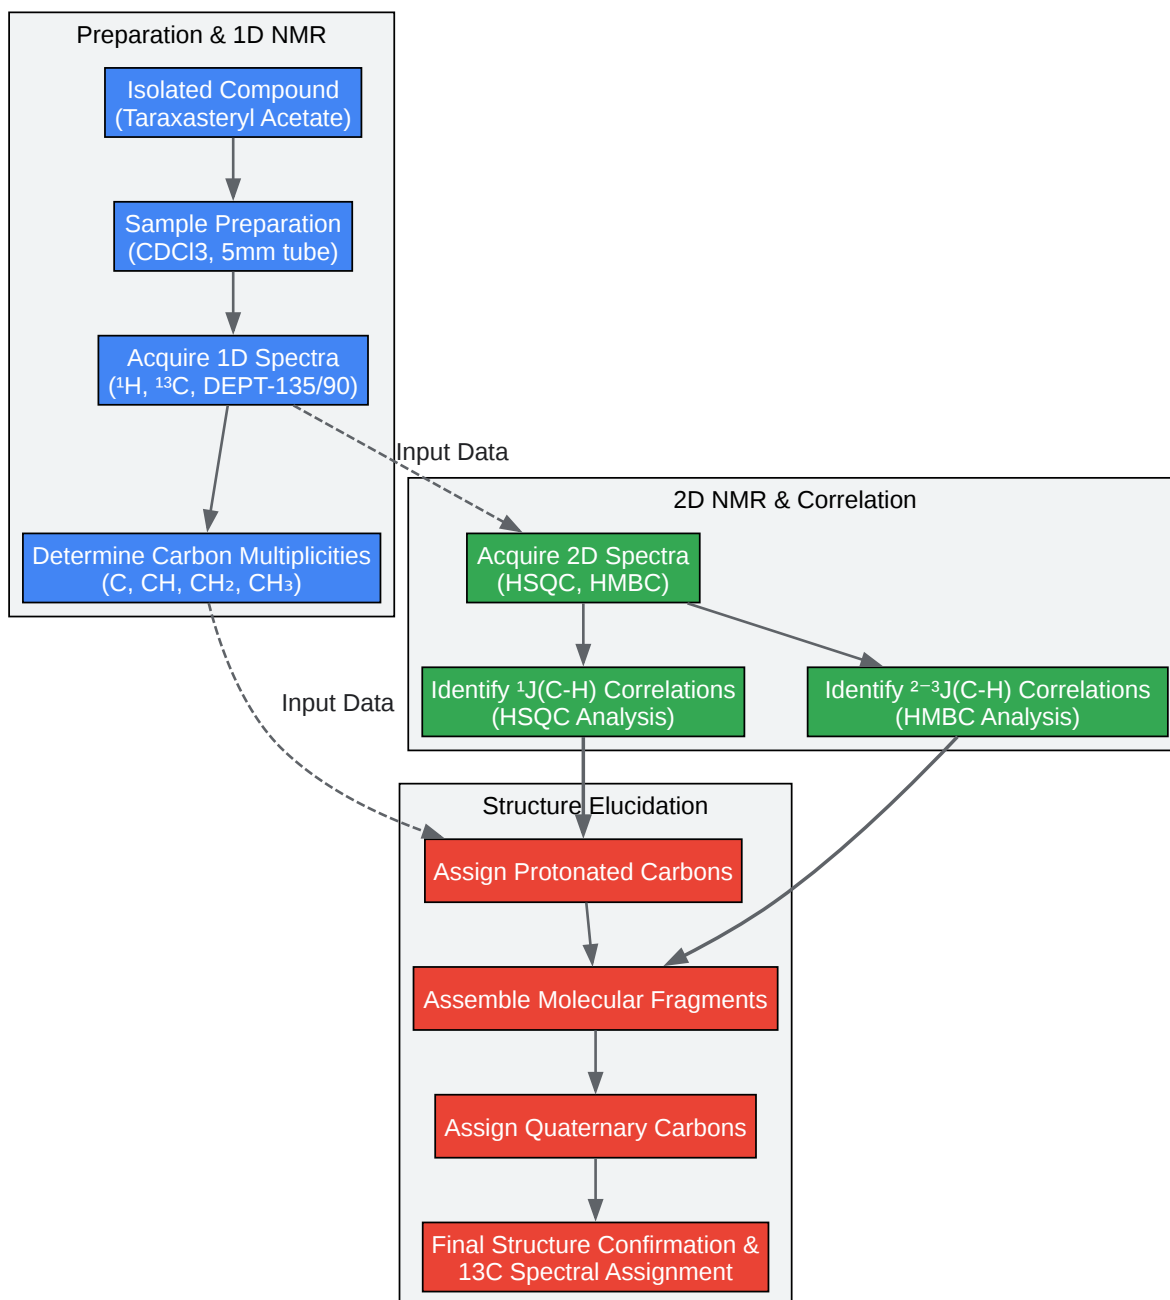 Preparation & 1D NMR
Isolated Compound
(Taraxasteryl Acetate)
Sample Preparation
(CDCl3, 5mm tube)
Acquire 1D Spectra
(¹H, ¹³C, DEPT-135/90)
Input Data
Determine Carbon Multiplicities
(C, CH, CH₂, CH₃)
2D NMR & Correlation
Acquire 2D Spectra
(HSQC, HMBC)
Identify ¹J(C-H) Correlations
(HSQC Analysis)
Identify ²⁻³J(C-H) Correlations
(HMBC Analysis)
Input Data
Structure Elucidation
Assign Protonated Carbons
Assemble Molecular Fragments
Assign Quaternary Carbons
Final Structure Confirmation &
13C Spectral Assignment